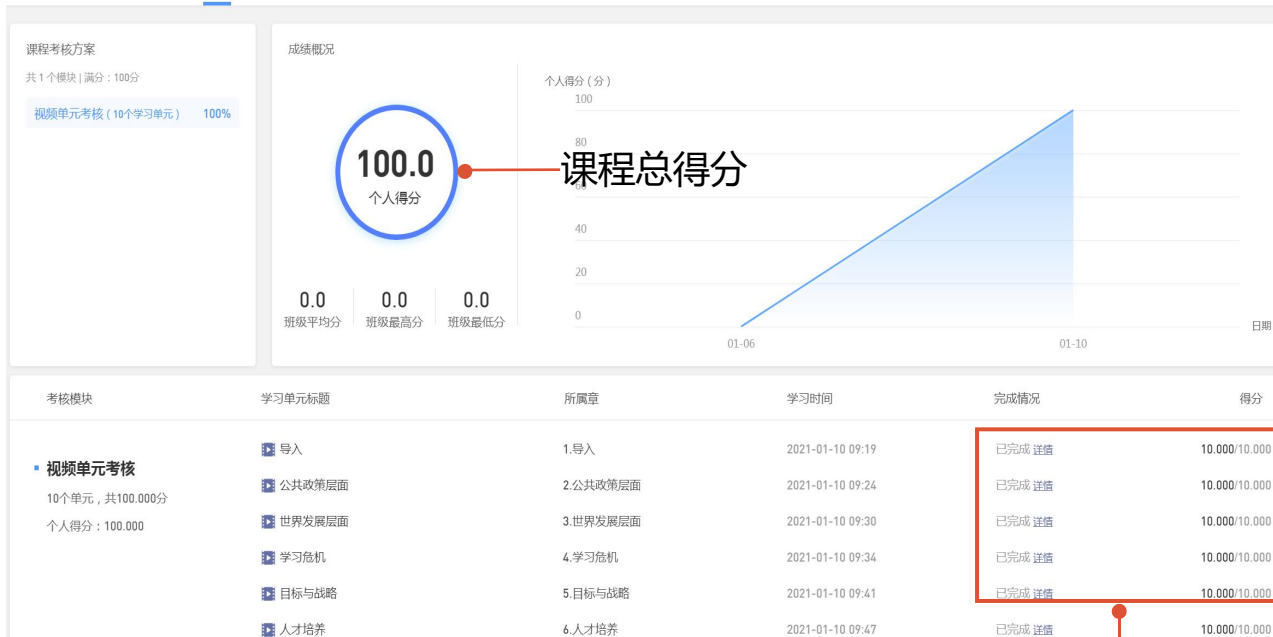 课程考核方案
共1个模块 | 满分：100分
视频单元考核（10个学习单元） 100%
成绩概况
100.0
个人得分
课程总得分
0.0 0.0 0.0
班级平均分 班级最高分 班级最低分
个人得分（分）
100
80
60
40
20
0
01-06 01-10
日期
考核模块 学习单元标题 所属章 学习时间 完成情况 得分
视频单元考核
10个单元，共100.000分
个人得分：100.000
导入 1.导入 2021-01-10 09:19 已完成 详情 10.000/10.000
公共政策层面 2.公共政策层面 2021-01-10 09:24 已完成 详情 10.000/10.000
世界发展层面 3.世界发展层面 2021-01-10 09:30 已完成 详情 10.000/10.000
学习危机 4.学习危机 2021-01-10 09:34 已完成 详情 10.000/10.000
目标与战略 5.目标与战略 2021-01-10 09:41 已完成 详情 10.000/10.000
人才培养 6.人才培养 2021-01-10 09:47 已完成 详情 10.000/10.000